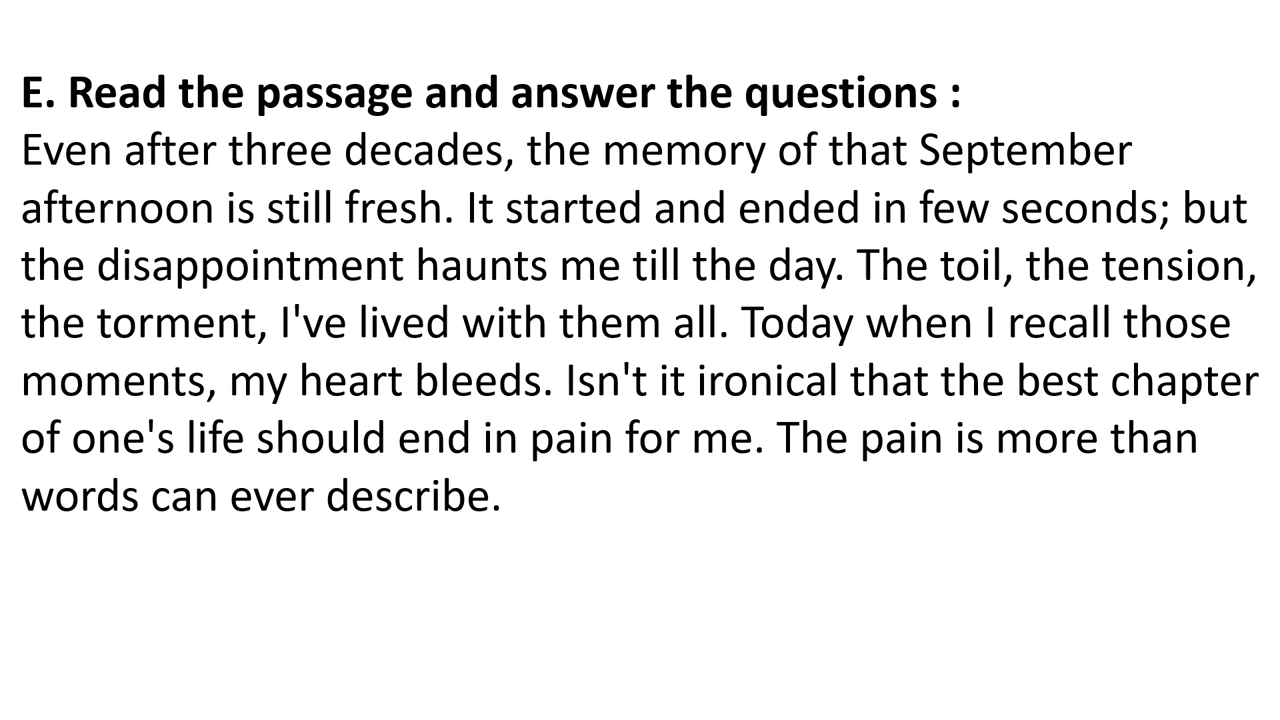 E. Read the passage and answer the questions :
Even after three decades, the memory of that September
afternoon is still fresh. It started and ended in few seconds; but
the disappointment haunts me till the day. The toil, the tension,
the torment, I've lived with them all. Today when I recall those
moments, my heart bleeds. Isn't it ironical that the best chapter
of one's life should end in pain for me. The pain is more than
words can ever describe.